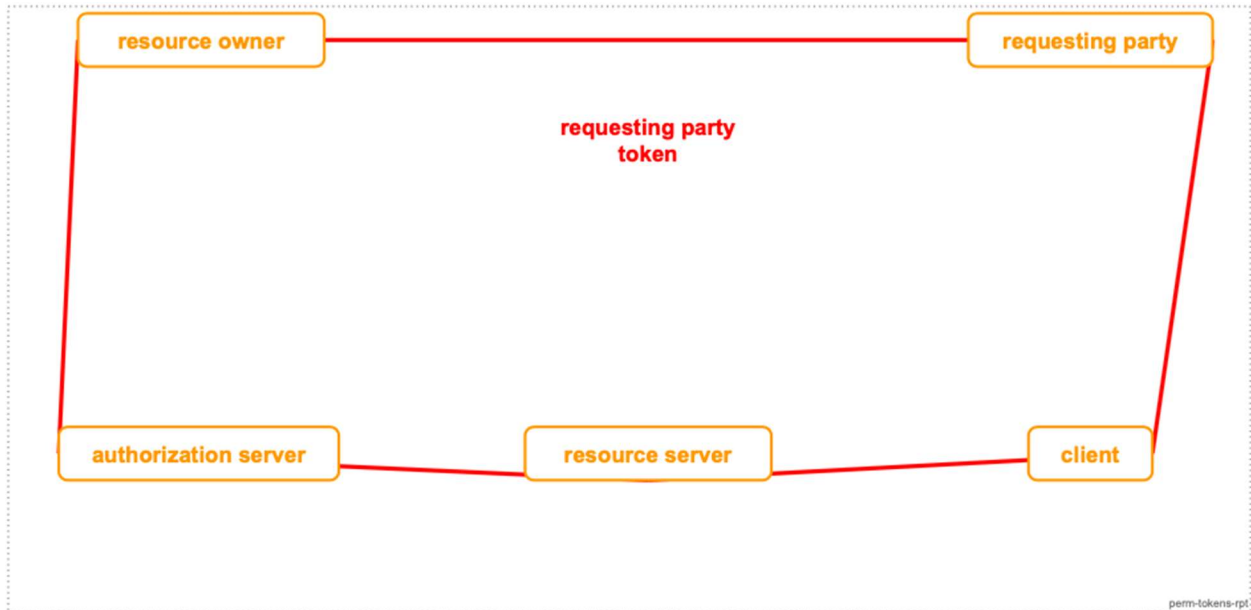 resource owner
requesting party
requesting party
token
authorization server
resource server
client
perm-tokens-rpt